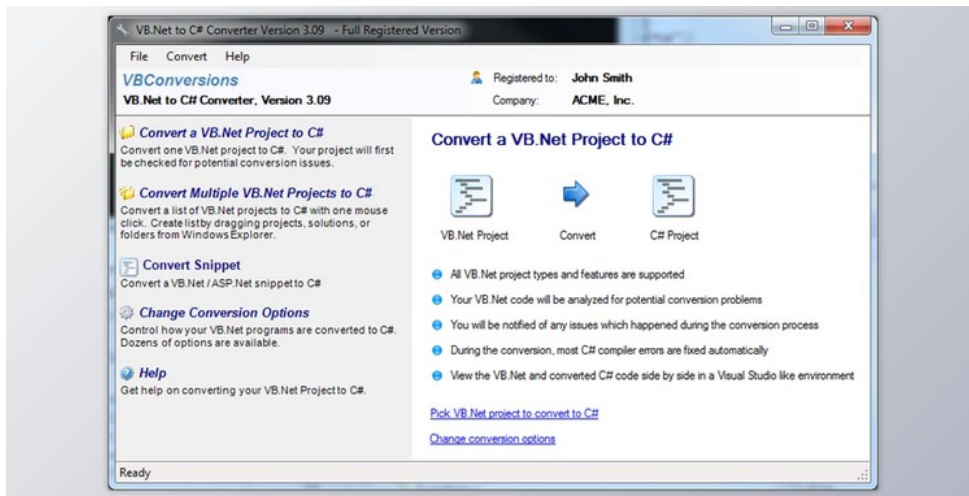 VB.Net to C# Converter Version 3.09 - Full Registered Version
File Convert Help
VBConversions
VB.Net to C# Converter, Version 3.09
Registered to: John Smith
Company: ACME, Inc.
Convert a VB.Net Project to C#
Convert one VB.Net project to C#. Your project will first
be checked for potential conversion issues.
Convert Multiple VB.Net Projects to C#
Convert a list of VB.Net projects to C# with one mouse
click. Create listby dragging projects, solutions, or
folders from Windows Explorer.
Convert Snippet
Convert a VB.Net / ASP.Net snippet to C#
Change Conversion Options
Control how your VB.Net programs are converted to C#.
Dozens of options are available.
Help
Get help on converting your VB.Net Project to C#.
Convert a VB.Net Project to C#
VB.Net Project
Convert
C# Project
All VB.Net project types and features are supported
Your VB.Net code will be analyzed for potential conversion problems
You will be notified of any issues which happened during the conversion process
During the conversion, most C# compiler errors are fixed automatically
View the VB.Net and converted C# code side by side in a Visual Studio like environment
Pick VB.Net project to convert to C#
Change conversion options
Ready